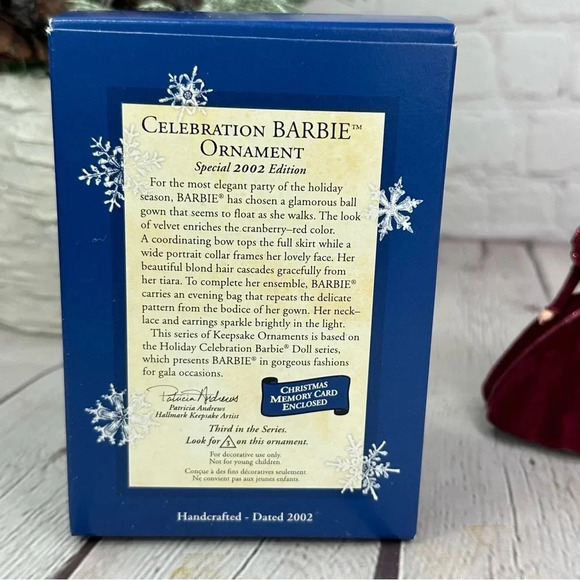 CELEBRATION BARBIE™
ORNAMENT
Special 2002 Edition
For the most elegant party of the holiday
season, BARBIE® has chosen a glamorous ball
gown that seems to float as she walks. The look
of velvet enriches the cranberry–red color.
A coordinating bow tops the full skirt while a
wide portrait collar frames her lovely face. Her
beautiful blond hair cascades gracefully from
her tiara. To complete her ensemble, BARBIE®
carries an evening bag that repeats the delicate
pattern from the bodice of her gown. Her neck–
lace and earrings sparkle brightly in the light.
This series of Keepsake Ornaments is based on
the Holiday Celebration Barbie® Doll series,
which presents BARBIE® in gorgeous fashions
for gala occasions.
Patricia Andrews
Patricia Andrews
Hallmark Keepsake Artist
CHRISTMAS
MEMORY CARD
ENCLOSED
Third in the Series.
Look for 3 on this ornament.
For decorative use only.
Not for young children.
Conçue à des fins décoratives seulement.
Ne convient pas aux jeunes enfants.
Handcrafted - Dated 2002